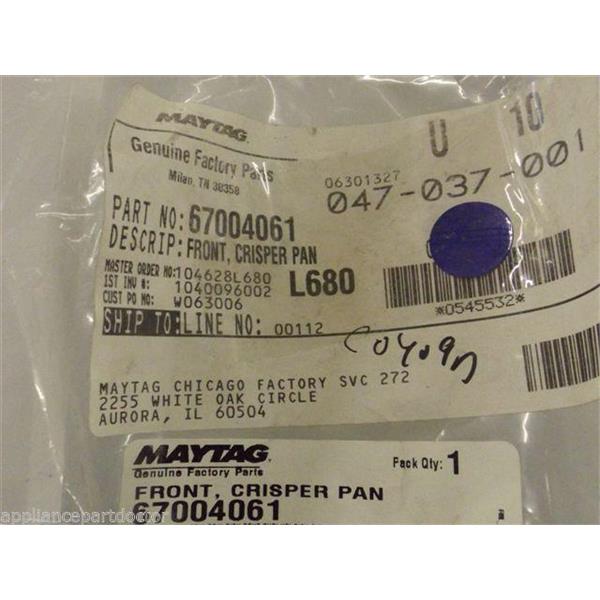 MAYTAG
Genuine Factory Parts
Milan, TN 38358
U 10
06301327
047-037-001
PART NO: 67004061
DESCRIP: FRONT, CRISPER PAN
MASTER ORDER NO: 104628L680
1ST INV #: 1040096002
L680
CUST PO NO: W063006
*0545532*
SHIP TO: LINE NO: 00112
MAYTAG CHICAGO FACTORY SVC 272
2255 WHITE OAK CIRCLE
AURORA, IL 60504
MAYTAG
Genuine Factory Parts
Pack Qty: 1
FRONT, CRISPER PAN
67004061
appliancepartdoctor